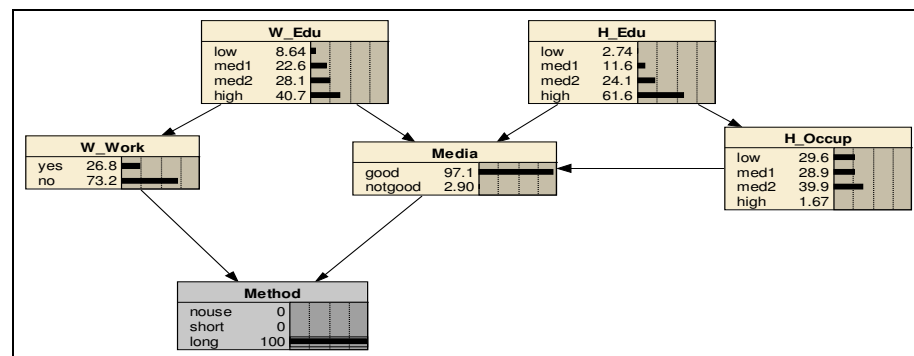 W_Edu
low 8.64
med1 22.6
med2 28.1
high 40.7
H_Edu
low 2.74
med1 11.6
med2 24.1
high 61.6
W_Work
yes 26.8
no 73.2
Media
good 97.1
notgood 2.90
H_Occup
low 29.6
med1 28.9
med2 39.9
high 1.67
Method
nouse 0
short 0
long 100